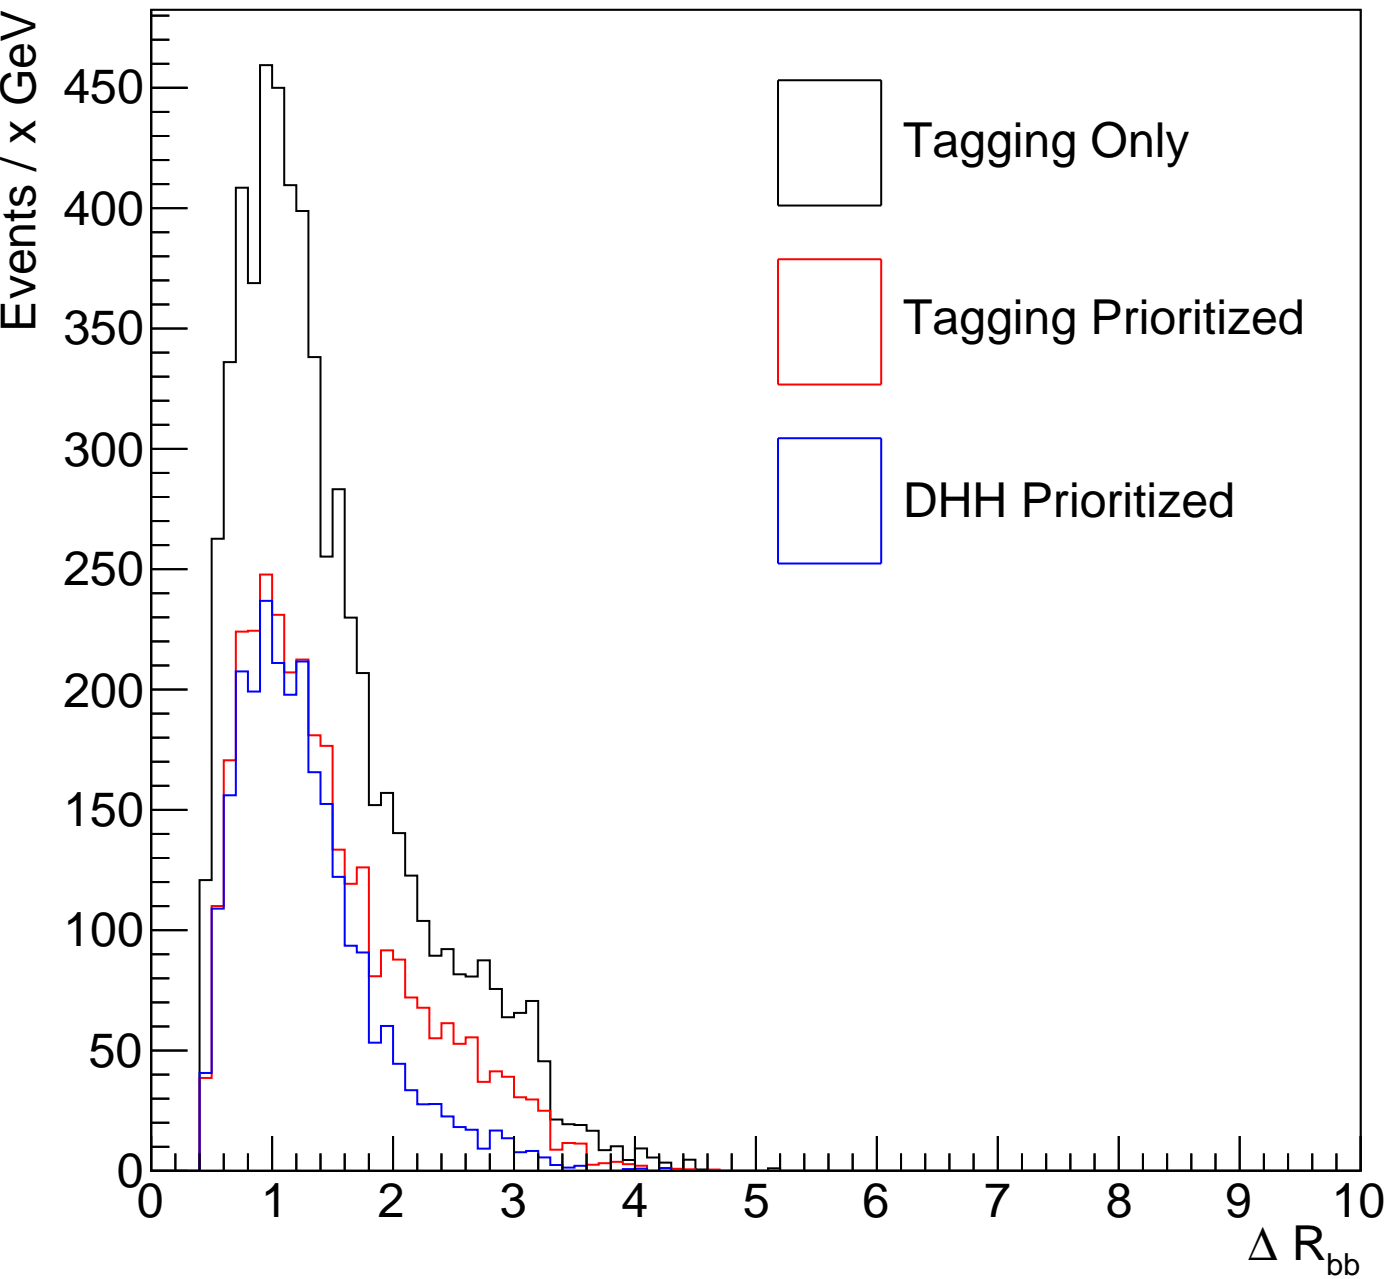 Events / x GeV
450
400
350
300
250
200
150
100
50
0
Tagging Only
Tagging Prioritized
DHH Prioritized
0 1 2 3 4 5 6 7 8 9 10
Δ R_bb